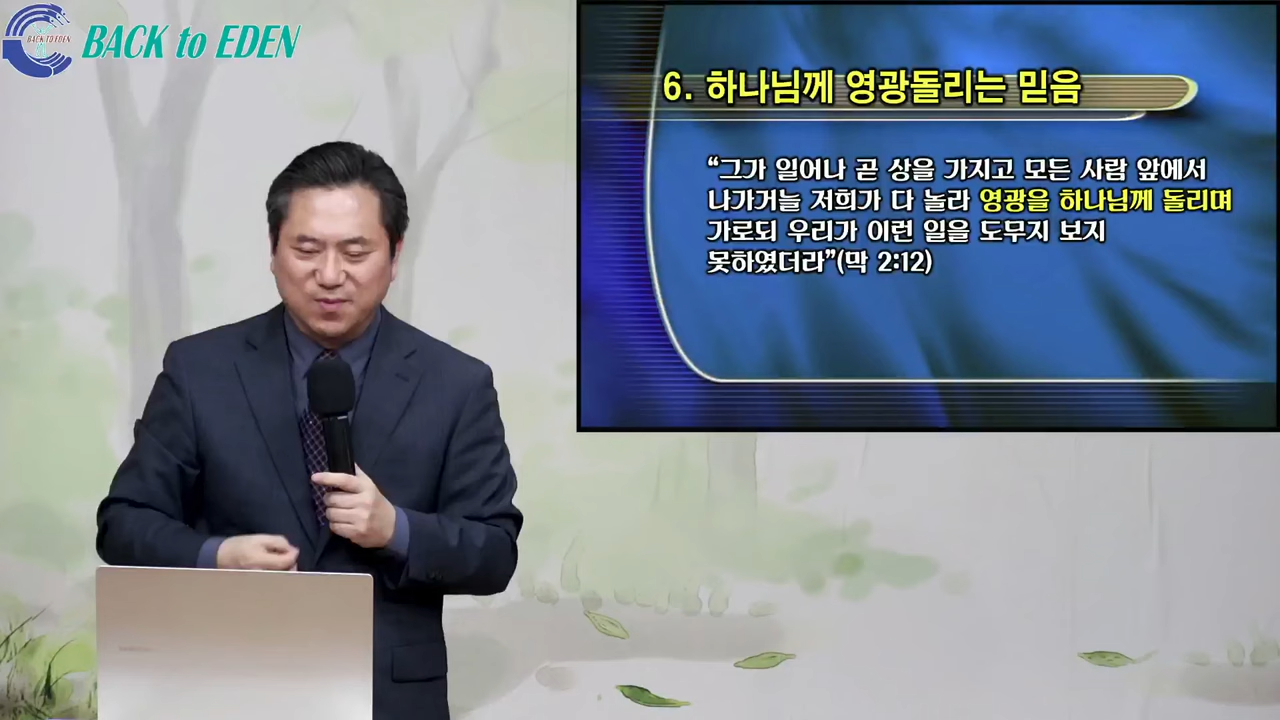 BACK TO EDEN
BACK to EDEN
6. 하나님께 영광돌리는 믿음
“그가 일어나 곧 상을 가지고 모든 사람 앞에서
나가거늘 저희가 다 놀라 영광을 하나님께 돌리며
가로되 우리가 이런 일을 도무지 보지
못하였더라”(막 2:12)